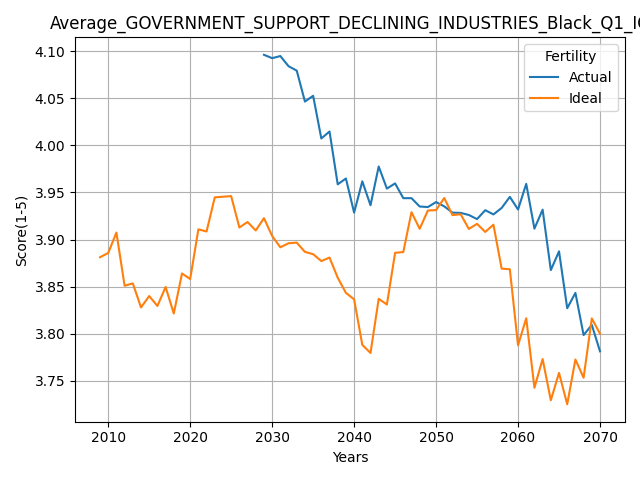 Average_GOVERNMENT_SUPPORT_DECLINING_INDUSTRIES_Black_Q1_I
Fertility
Actual
Ideal
4.10
4.05
4.00
3.95
3.90
3.85
3.80
3.75
Score(1-5)
2010 2020 2030 2040 2050 2060 2070
Years